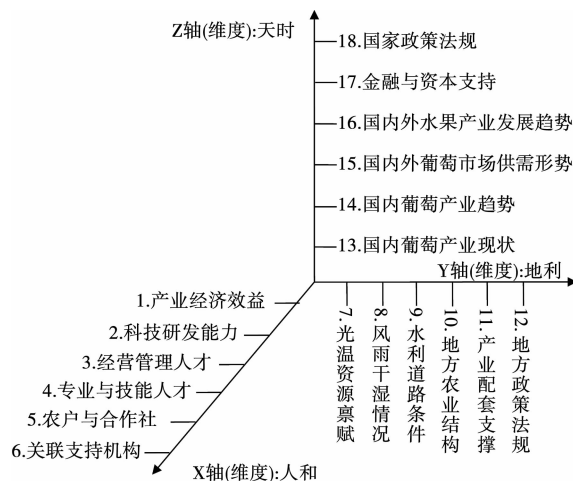 Z轴(维度):天时
18.国家政策法规
17.金融与资本支持
16.国内外水果产业发展趋势
15.国内外葡萄市场供需形势
14.国内葡萄产业趋势
13.国内葡萄产业现状
Y轴(维度):地利
1.产业经济效益
2.科技研发能力
3.经营管理人才
4.专业与技能人才
5.农户与合作社
6.关联支持机构
7.光温资源禀赋
8.风雨干湿情况
9.水利道路条件
10.地方农业结构
11.产业配套支撑
12.地方政策法规
X轴(维度):人和